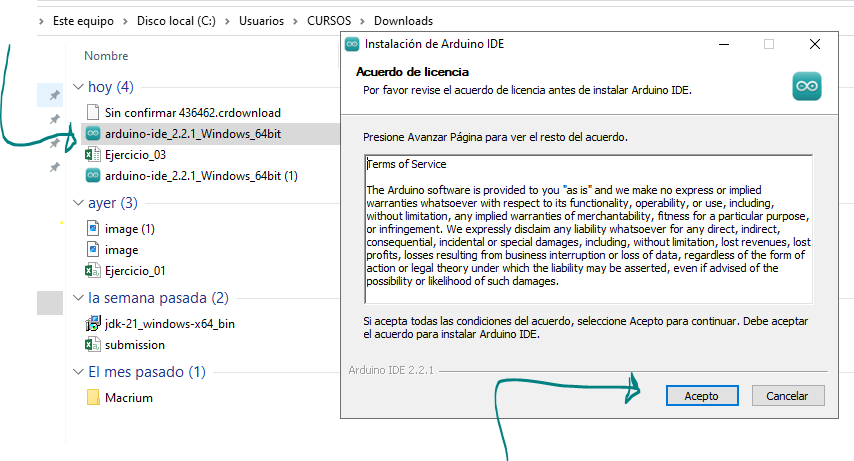 Este equipo > Disco local (C:) > Usuarios > CURSOS > Downloads
Nombre
hoy (4)
Sin confirmar 436462.crdownload
arduino-ide_2.2.1_Windows_64bit
Ejercicio_03
arduino-ide_2.2.1_Windows_64bit (1)
ayer (3)
image (1)
image
Ejercicio_01
la semana pasada (2)
jdk-21_windows-x64_bin
submission
El mes pasado (1)
Macrium
Instalación de Arduino IDE
Acuerdo de licencia
Por favor revise el acuerdo de licencia antes de instalar Arduino IDE.
Presione Avanzar Página para ver el resto del acuerdo.
Terms of Service
The Arduino software is provided to you "as is" and we make no express or implied
warranties whatsoever with respect to its functionality, operability, or use, including,
without limitation, any implied warranties of merchantability, fitness for a particular purpose,
or infringement. We expressly disclaim any liability whatsoever for any direct, indirect,
consequential, incidental or special damages, including, without limitation, lost revenues, lost
profits, losses resulting from business interruption or loss of data, regardless of the form of
action or legal theory under which the liability may be asserted, even if advised of the
possibility or likelihood of such damages.
Si acepta todas las condiciones del acuerdo, seleccione Acepto para continuar. Debe aceptar
el acuerdo para instalar Arduino IDE.
Arduino IDE 2.2.1
Acepto
Cancelar